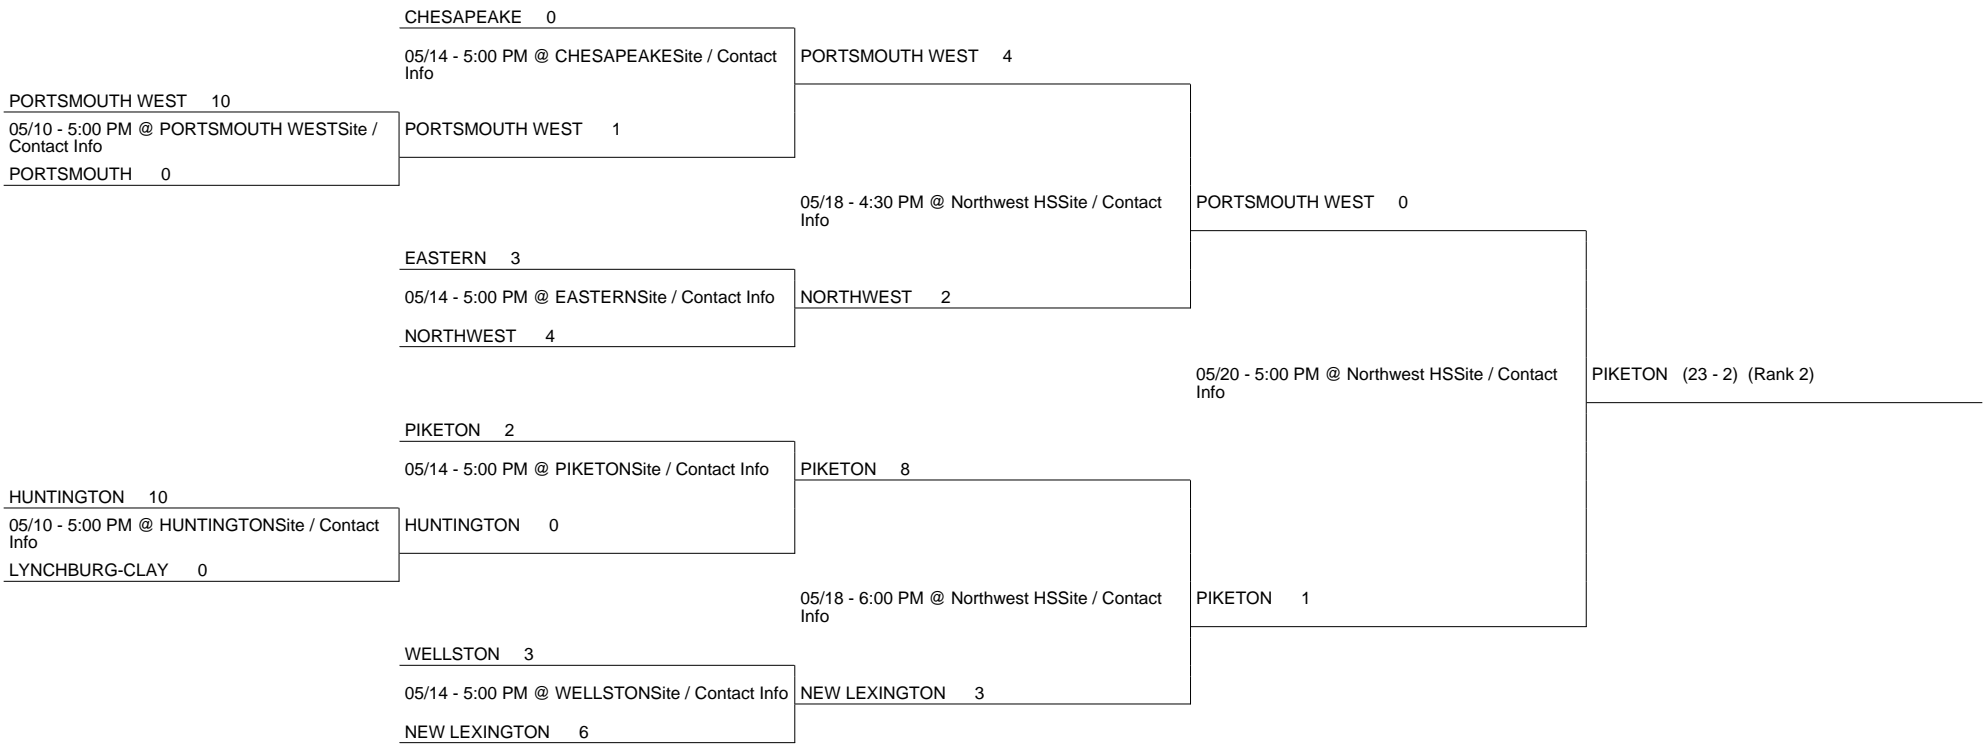 CHESAPEAKE 0
05/14 - 5:00 PM @ CHESAPEAKESite / Contact
Info
PORTSMOUTH WEST 4
PORTSMOUTH WEST 10
05/10 - 5:00 PM @ PORTSMOUTH WESTSite /
Contact Info
PORTSMOUTH WEST 1
PORTSMOUTH 0
05/18 - 4:30 PM @ Northwest HSSite / Contact
Info
PORTSMOUTH WEST 0
EASTERN 3
05/14 - 5:00 PM @ EASTERNSite / Contact Info
NORTHWEST 2
NORTHWEST 4
05/20 - 5:00 PM @ Northwest HSSite / Contact
Info
PIKETON (23 - 2) (Rank 2)
PIKETON 2
05/14 - 5:00 PM @ PIKETONSite / Contact Info
PIKETON 8
HUNTINGTON 10
05/10 - 5:00 PM @ HUNTINGTONSite / Contact
Info
HUNTINGTON 0
LYNCHBURG-CLAY 0
05/18 - 6:00 PM @ Northwest HSSite / Contact
Info
PIKETON 1
WELLSTON 3
05/14 - 5:00 PM @ WELLSTONSite / Contact Info
NEW LEXINGTON 3
NEW LEXINGTON 6